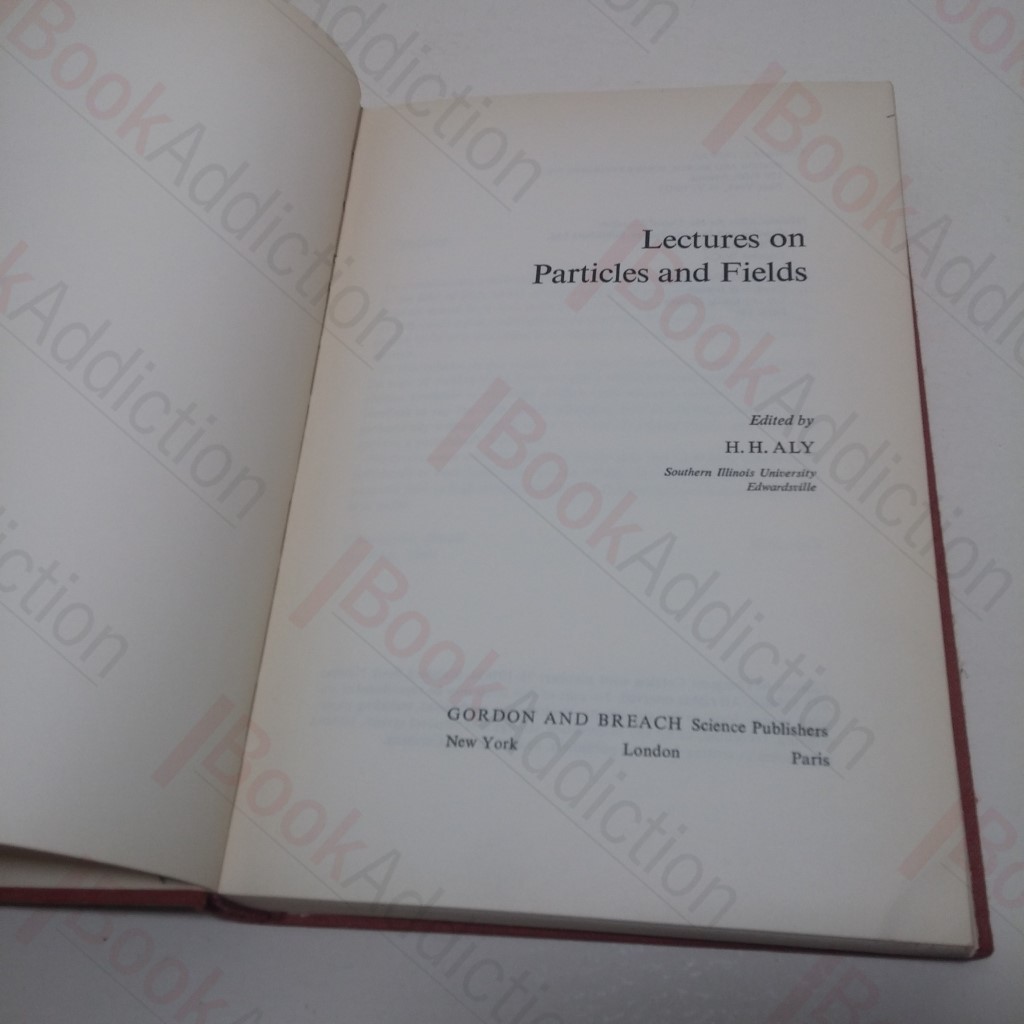 Lectures on
Particles and Fields
Edited by
H. H. ALY
Southern Illinois University
Edwardsville
GORDON AND BREACH Science Publishers
New York London Paris
BookAddiction